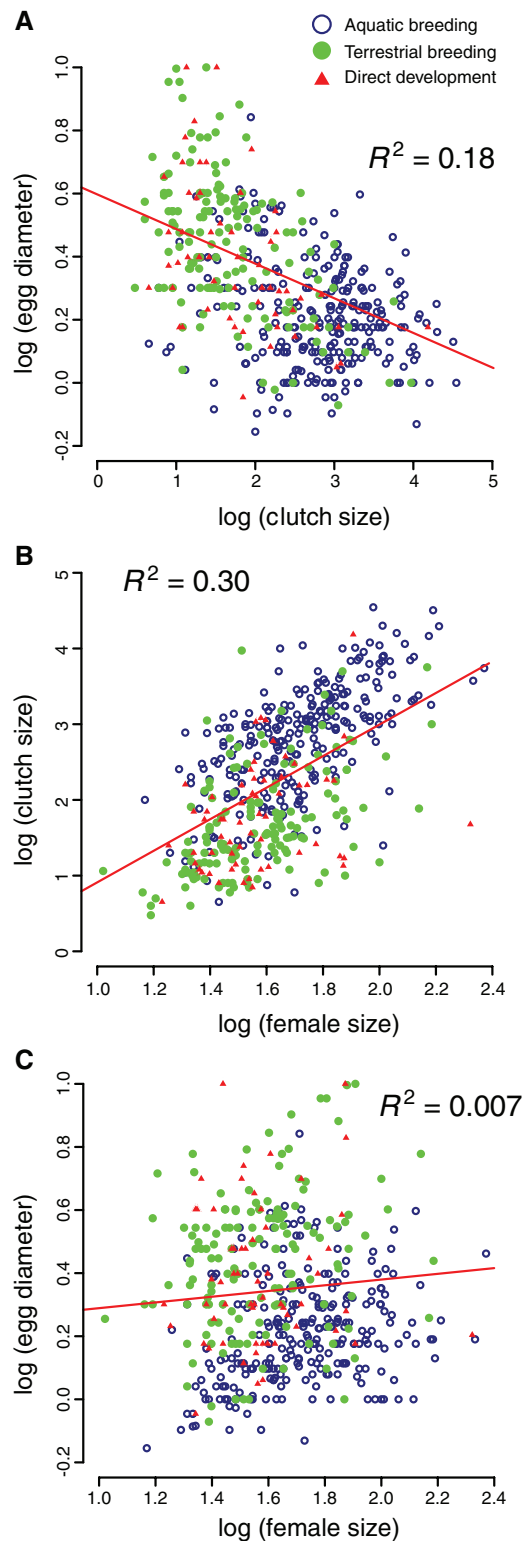 A
Aquatic breeding
Terrestrial breeding
Direct development
R² = 0.18
log (egg diameter)
-0.2 0.0 0.2 0.4 0.6 0.8 1.0
0 1 2 3 4 5
log (clutch size)
B
R² = 0.30
log (clutch size)
0 1 2 3 4 5
1.0 1.2 1.4 1.6 1.8 2.0 2.2 2.4
log (female size)
C
R² = 0.007
log (egg diameter)
-0.2 0.0 0.2 0.4 0.6 0.8 1.0
1.0 1.2 1.4 1.6 1.8 2.0 2.2 2.4
log (female size)